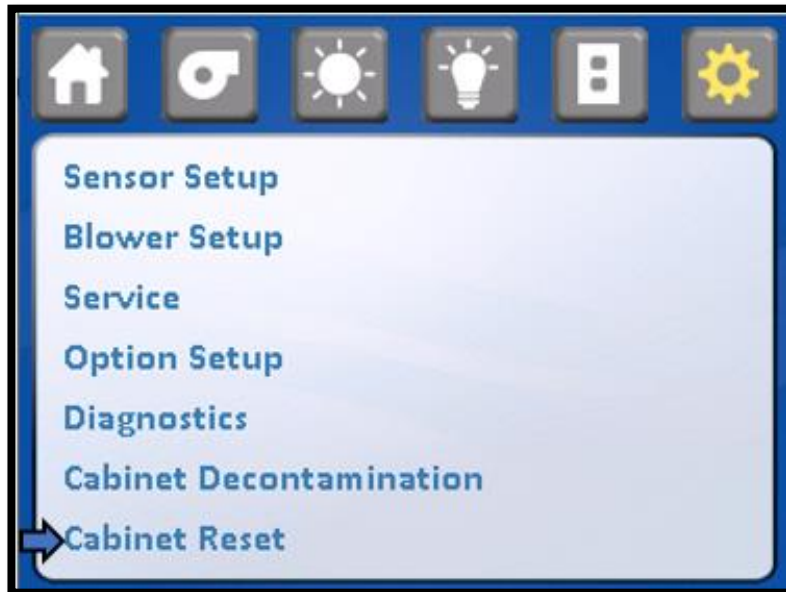 Sensor Setup
Blower Setup
Service
Option Setup
Diagnostics
Cabinet Decontamination
Cabinet Reset